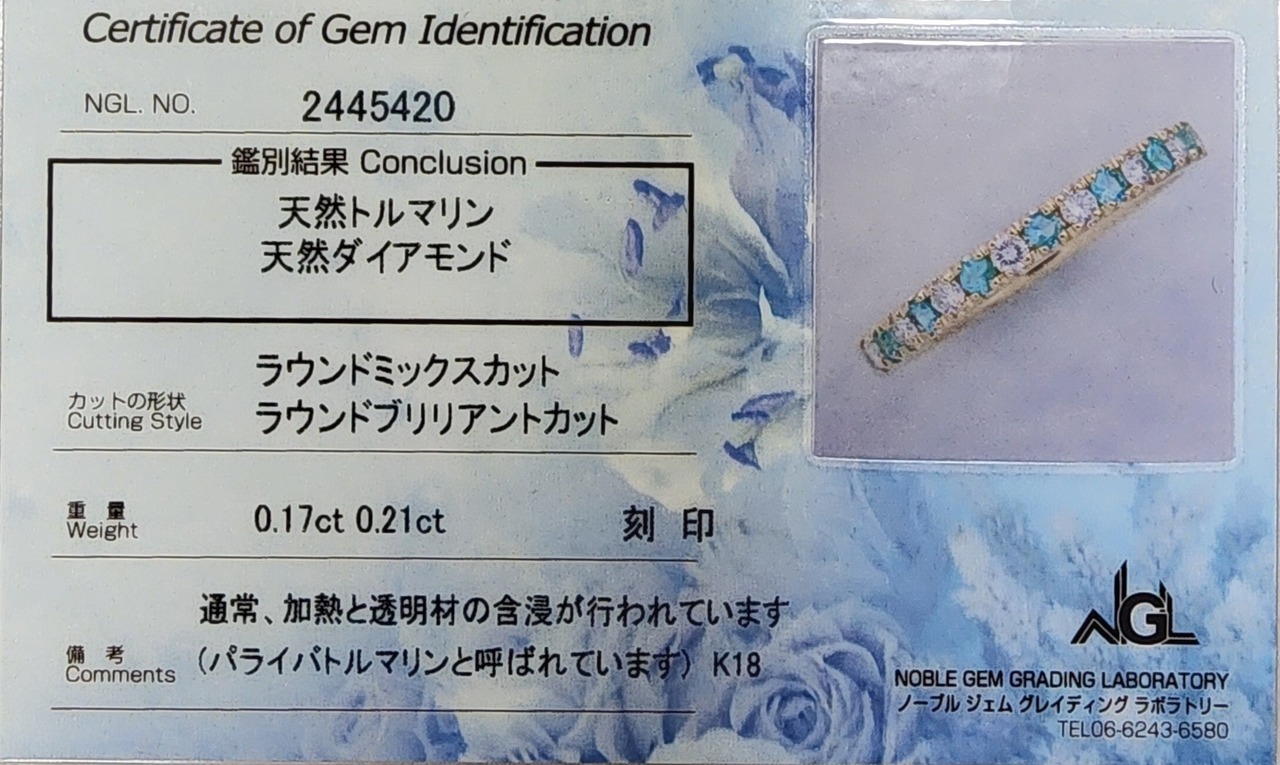 Certificate of Gem Identification
NGL. NO. 2445420
鑑別結果 Conclusion
天然トルマリン
天然ダイアモンド
ラウンドミックスカット
カットの形状
Cutting Style
ラウンドブリリアントカット
重量
Weight
0.17ct 0.21ct 刻印
通常、加熱と透明材の含浸が行われています
備考
Comments
(パライバトルマリンと呼ばれています) K18
NGL
NOBLE GEM GRADING LABORATORY
ノーブル ジェム グレイディング ラボラトリー
TEL06-6243-6580